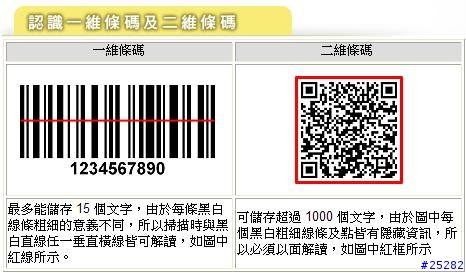 認識一維條碼及二維條碼
一維條碼
二維條碼
1234567890
最多能儲存 15 個文字，由於每條黑白
線條粗細的意義不同，所以掃描時與黑
白直線任一垂直橫線皆可解讀，如圖中
紅線所示。
可儲存超過 1000 個文字，由於圖中每
個黑白粗細線條及點皆有隱藏資訊，所
以必須以面解讀，如圖中紅框所示
#25282